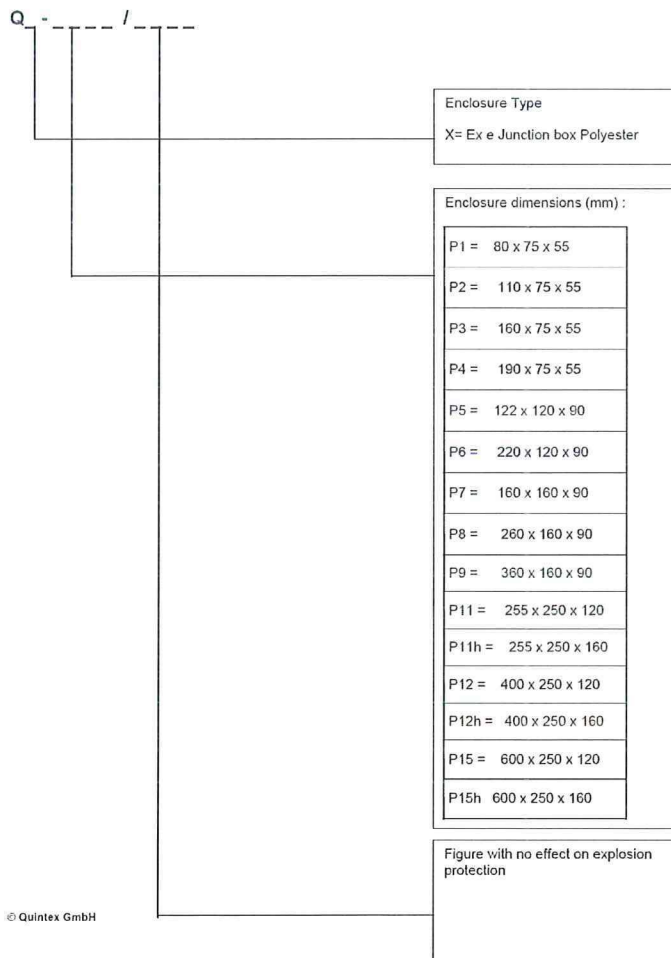 Q _ - _ _ _ _ / _ _ _ _
Enclosure Type
X= Ex e Junction box Polyester
Enclosure dimensions (mm) :
P1 = 80 x 75 x 55
P2 = 110 x 75 x 55
P3 = 160 x 75 x 55
P4 = 190 x 75 x 55
P5 = 122 x 120 x 90
P6 = 220 x 120 x 90
P7 = 160 x 160 x 90
P8 = 260 x 160 x 90
P9 = 360 x 160 x 90
P11 = 255 x 250 x 120
P11h = 255 x 250 x 160
P12 = 400 x 250 x 120
P12h = 400 x 250 x 160
P15 = 600 x 250 x 120
P15h 600 x 250 x 160
Figure with no effect on explosion
protection
© Quintex GmbH